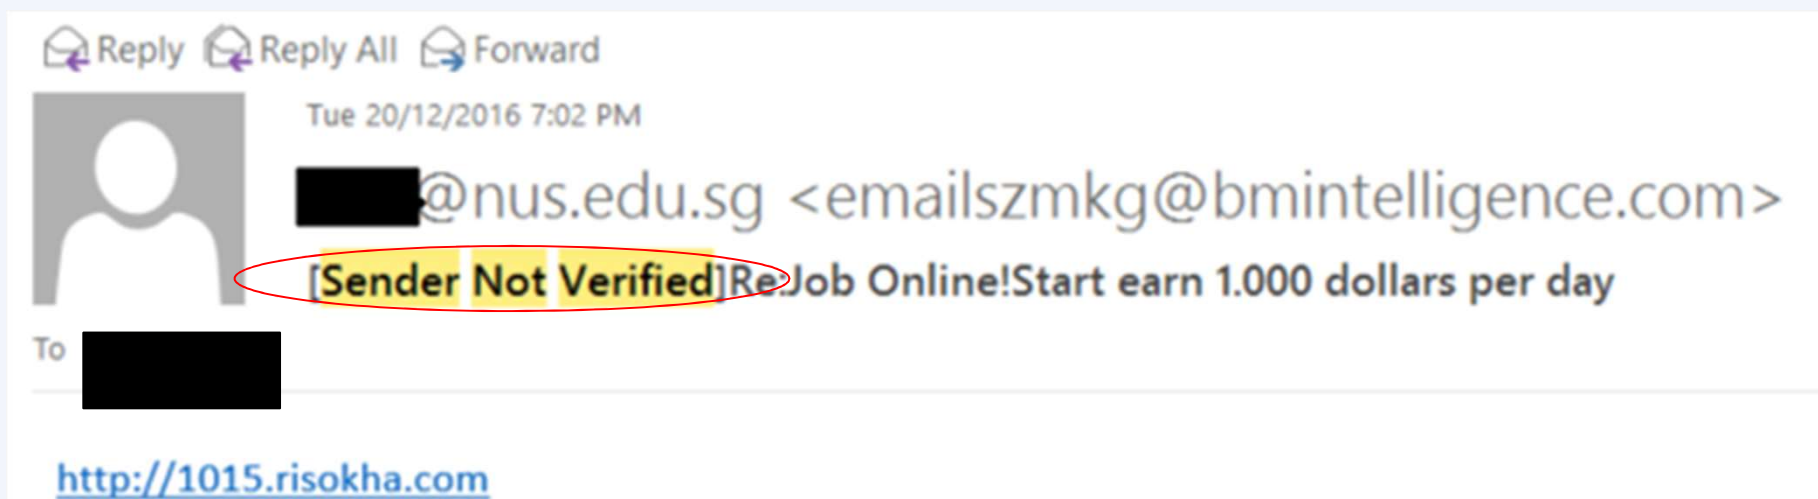 Reply Reply All Forward
Tue 20/12/2016 7:02 PM
@nus.edu.sg <emailszmkg@bmintelligence.com>
[Sender Not Verified]Re:Job Online!Start earn 1.000 dollars per day
To
http://1015.risokha.com